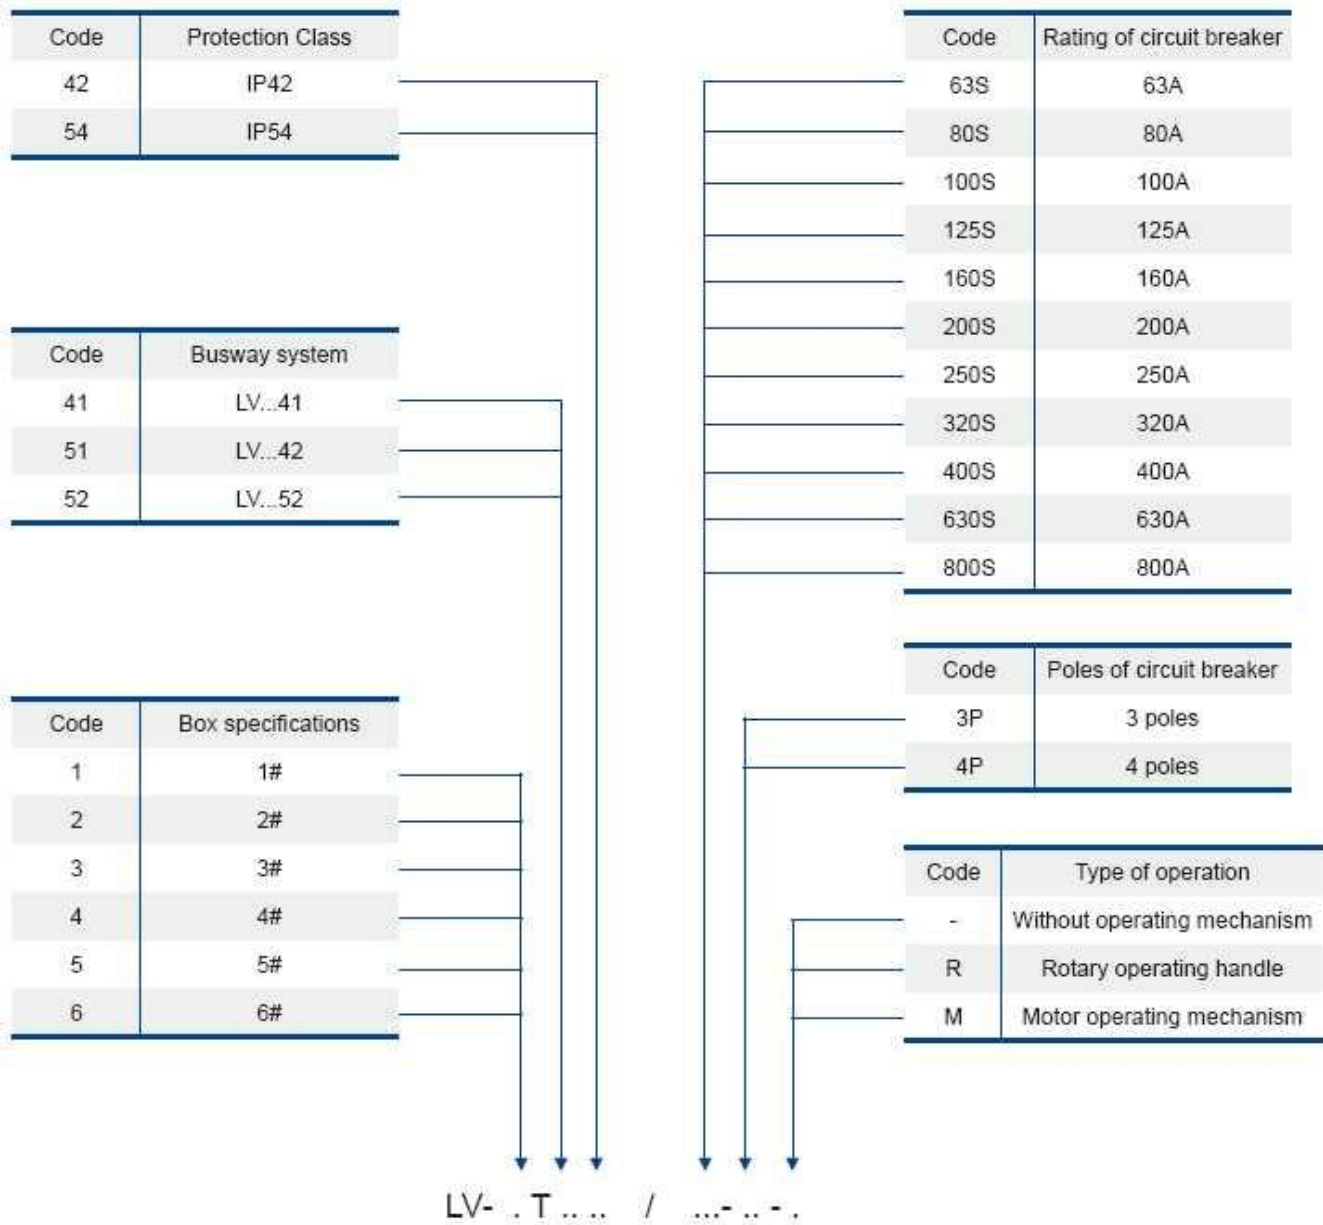 Code Protection Class
42 IP42
54 IP54
Code Busway system
41 LV...41
51 LV...42
52 LV...52
Code Box specifications
1 1#
2 2#
3 3#
4 4#
5 5#
6 6#
Code Rating of circuit breaker
63S 63A
80S 80A
100S 100A
125S 125A
160S 160A
200S 200A
250S 250A
320S 320A
400S 400A
630S 630A
800S 800A
Code Poles of circuit breaker
3P 3 poles
4P 4 poles
Code Type of operation
- Without operating mechanism
R Rotary operating handle
M Motor operating mechanism
LV- . T .. .. / ...- .. - .